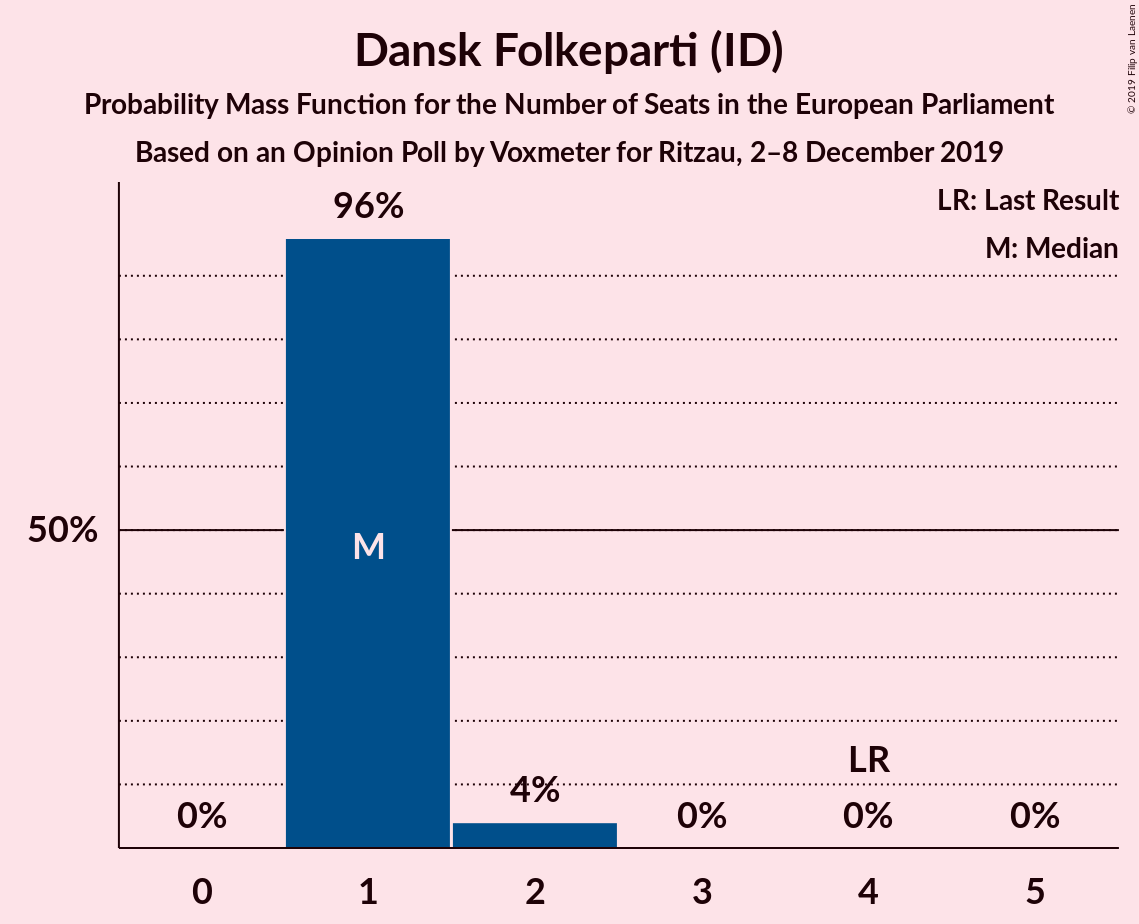 Dansk Folkeparti (ID)
Probability Mass Function for the Number of Seats in the European Parliament
Based on an Opinion Poll by Voxmeter for Ritzau, 2–8 December 2019
© 2019 Filip van Laenen
LR: Last Result
M: Median
96%
50%
M
LR
0%
4%
0%
0%
0%
0 1 2 3 4 5